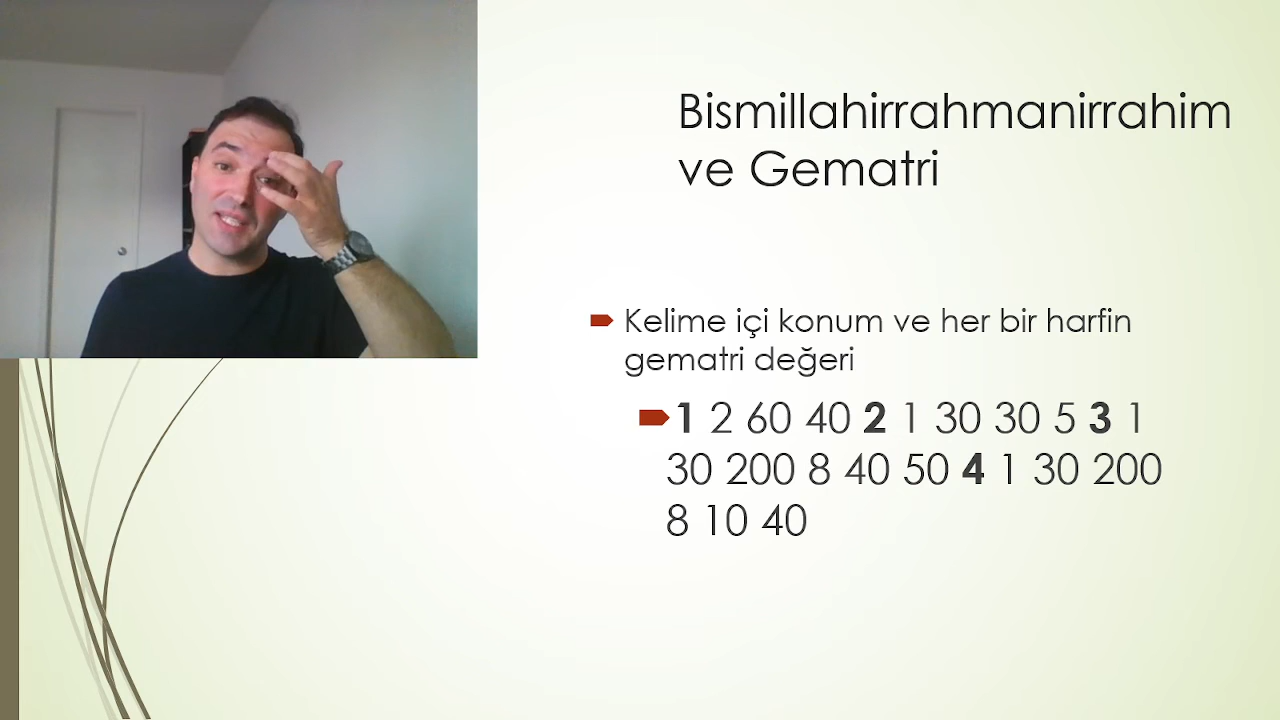 Bismillahirrahmanirrahim
ve Gematri
Kelime içi konum ve her bir harfin
gematri değeri
1 2 60 40 2 1 30 30 5 3 1
30 200 8 40 50 4 1 30 200
8 10 40